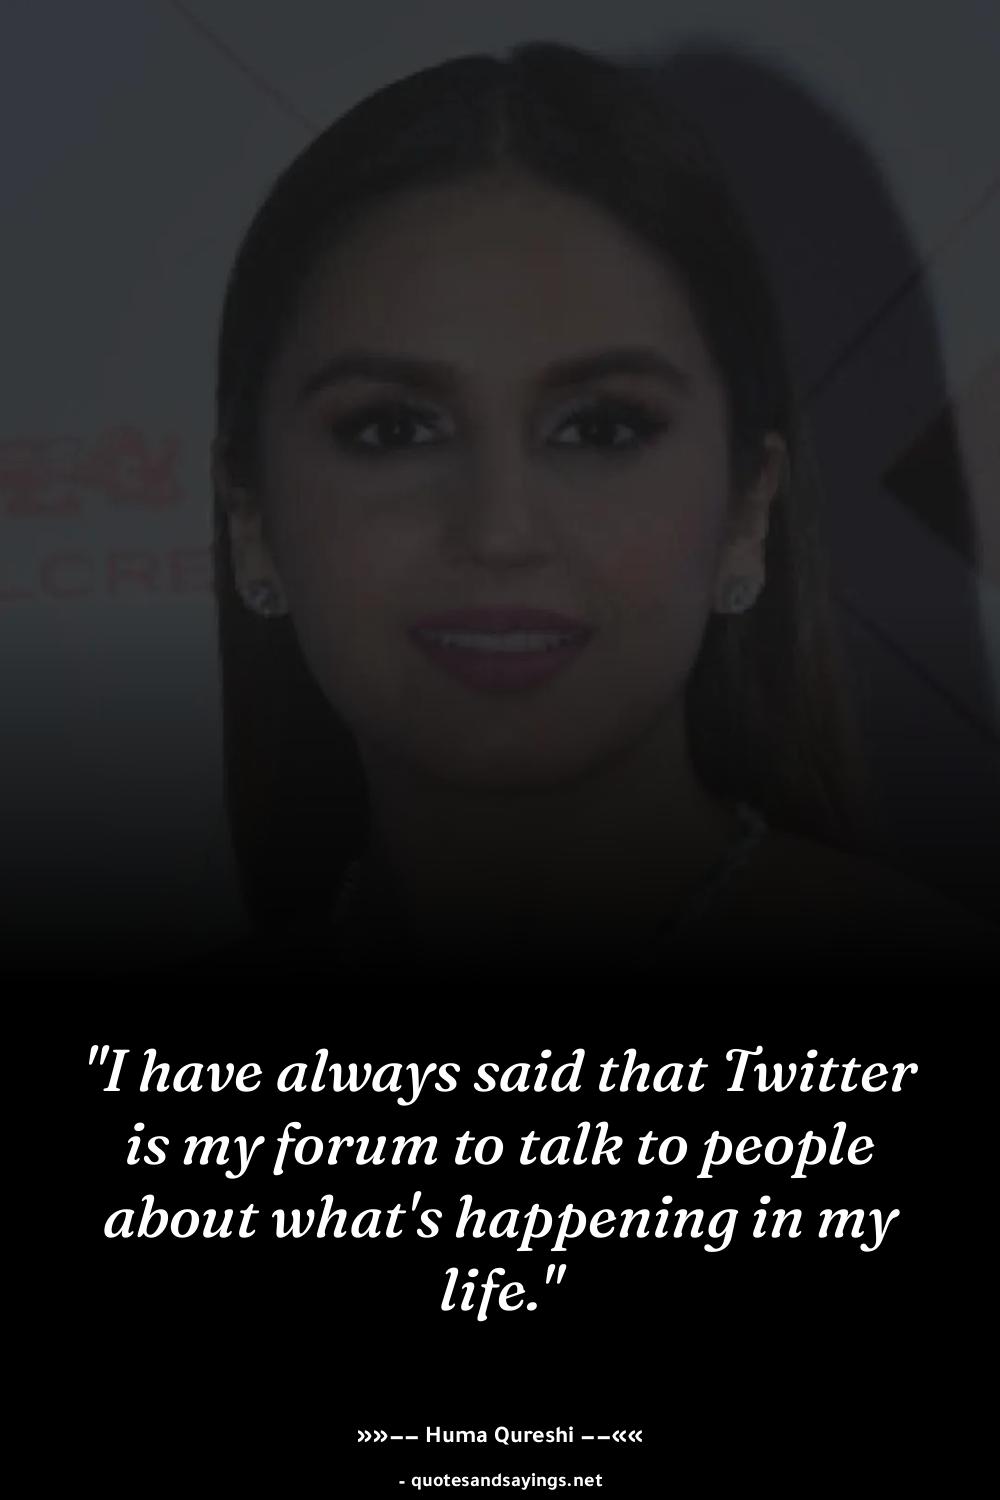 LCRE
"I have always said that Twitter
is my forum to talk to people
about what's happening in my
life."
»»−− Huma Qureshi −−««
- quotesandsayings.net